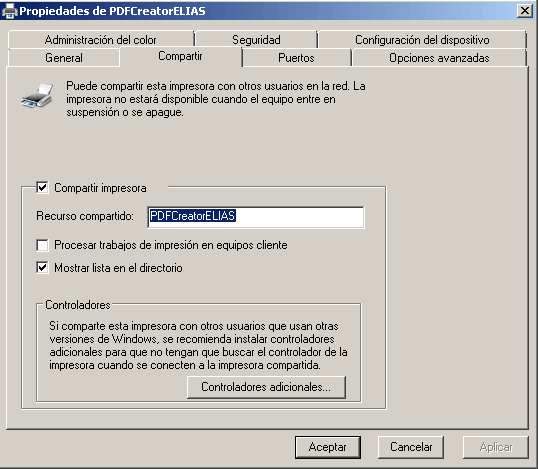 Propiedades de PDFCreatorELIAS
Administración del color
Seguridad
Configuración del dispositivo
General
Compartir
Puertos
Opciones avanzadas
Puede compartir esta impresora con otros usuarios en la red. La
impresora no estará disponible cuando el equipo entre en
suspensión o se apague.
Compartir impresora
Recurso compartido:
PDFCreatorELIAS
Procesar trabajos de impresión en equipos cliente
Mostrar lista en el directorio
Controladores
Si comparte esta impresora con otros usuarios que usan otras
versiones de Windows, se recomienda instalar controladores
adicionales para que no tengan que buscar el controlador de la
impresora cuando se conecten a la impresora compartida.
Controladores adicionales...
Aceptar
Cancelar
Aplicar